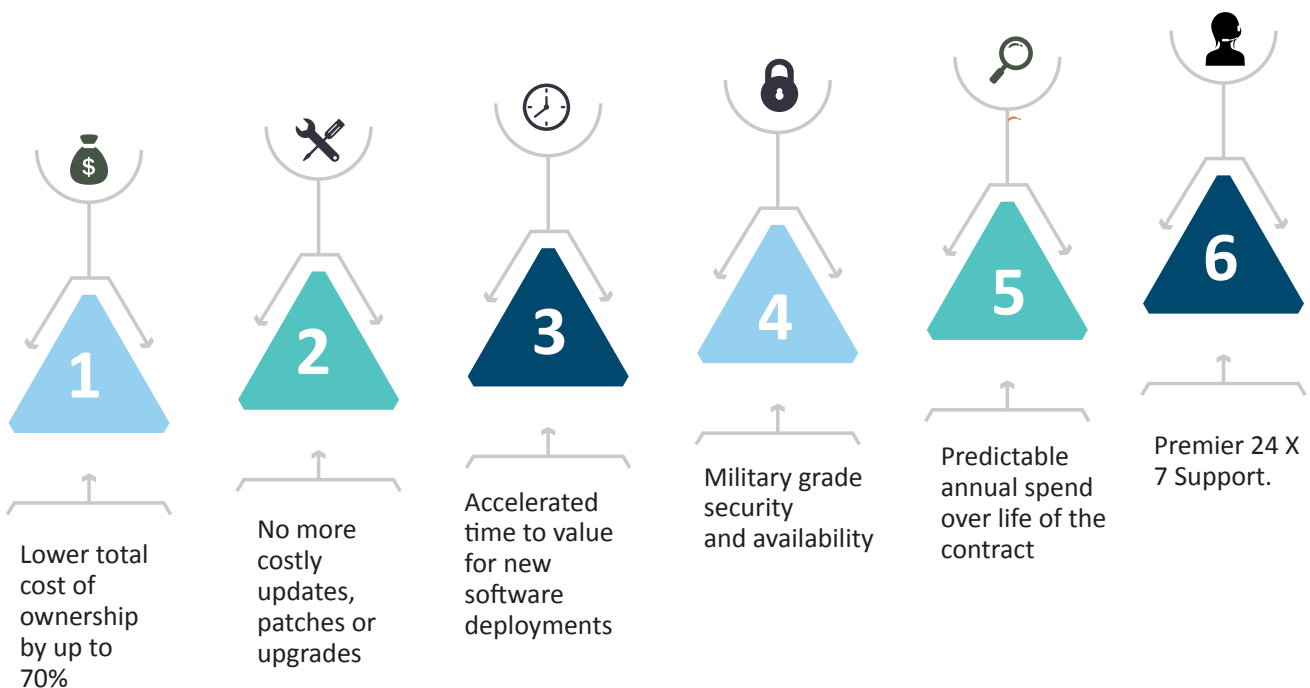 $
1
Lower total
cost of
ownership
by up to
70%
2
No more
costly
updates,
patches or
upgrades
3
Accelerated
time to value
for new
software
deployments
4
Military grade
security
and availability
5
Predictable
annual spend
over life of the
contract
6
Premier 24 X
7 Support.